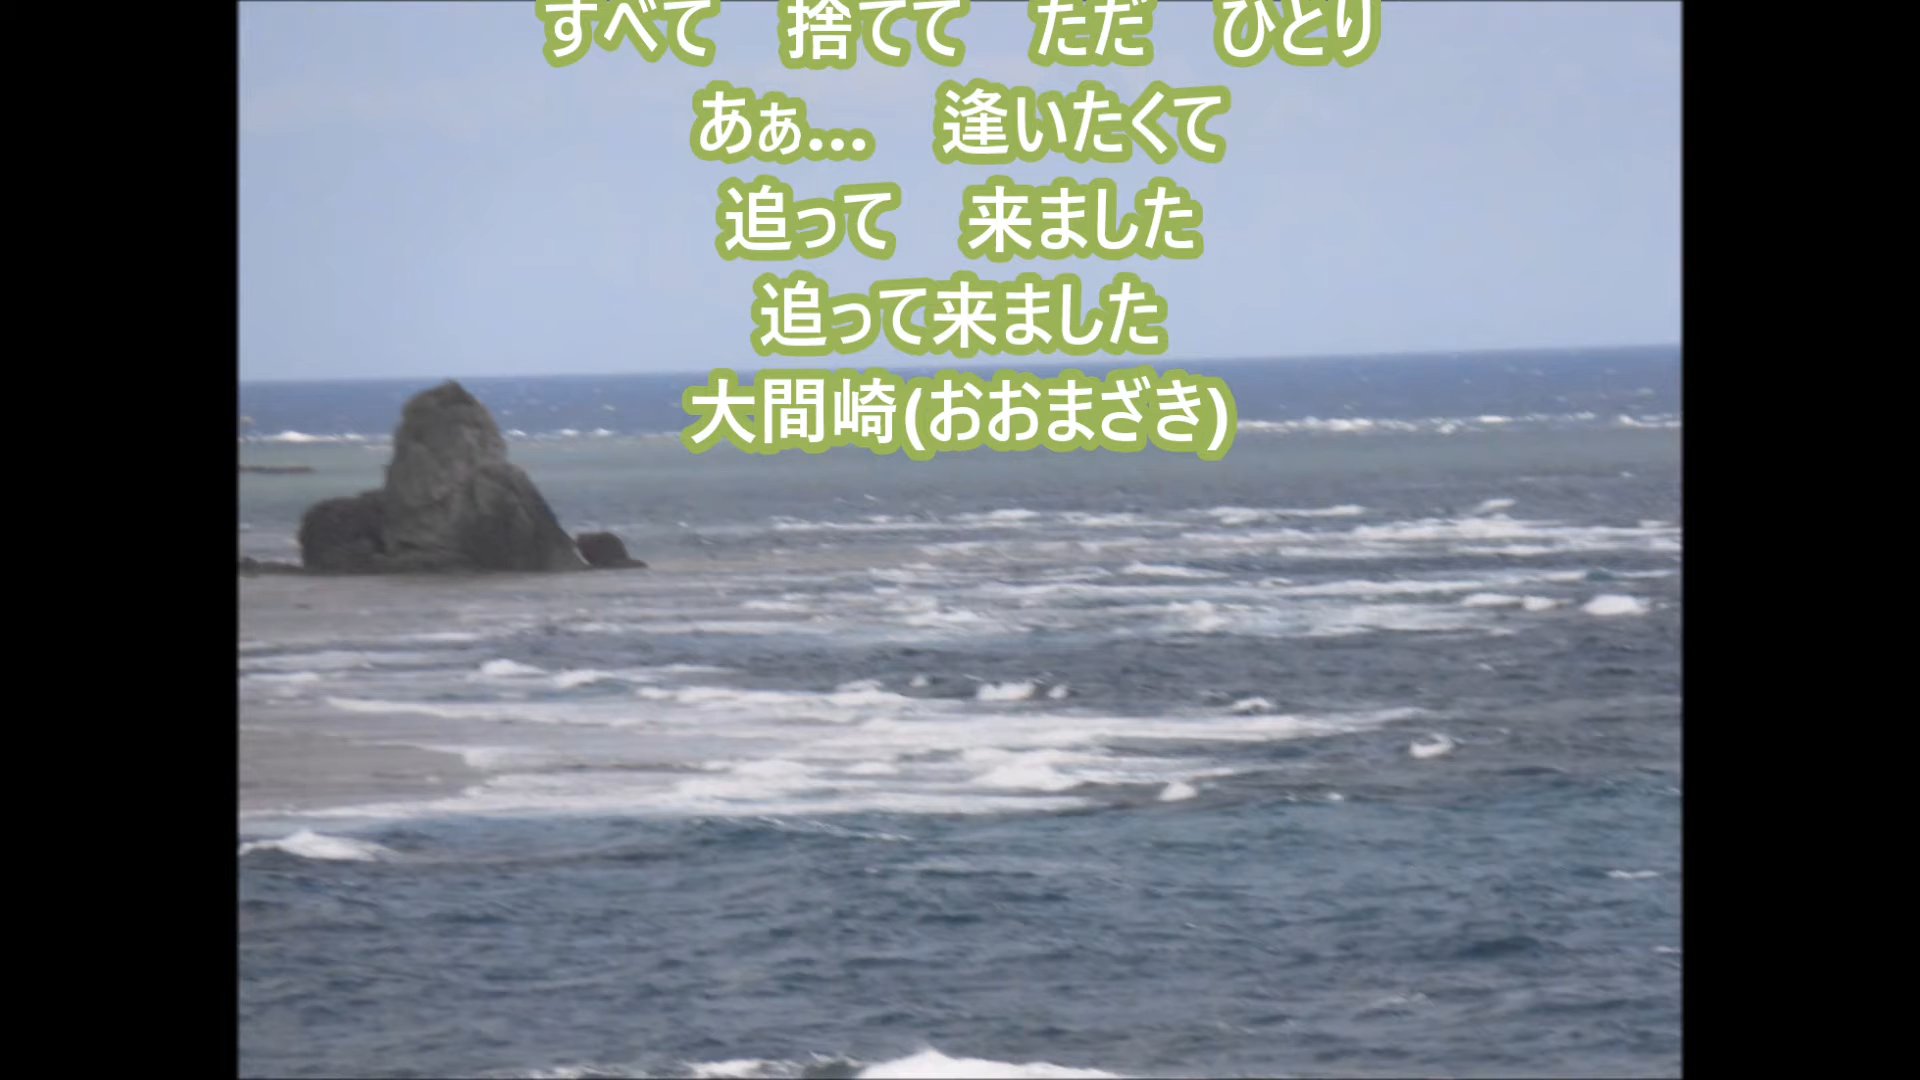 すべて　捨てて　ただ　ひとり
あぁ…　逢いたくて
追って　来ました
追って来ました
大間崎(おおまざき)